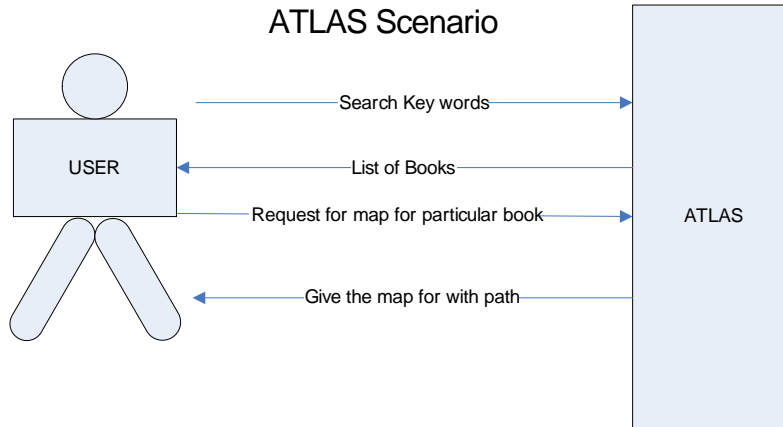 ATLAS Scenario
Search Key words
USER
List of Books
Request for map for particular book
ATLAS
Give the map for with path